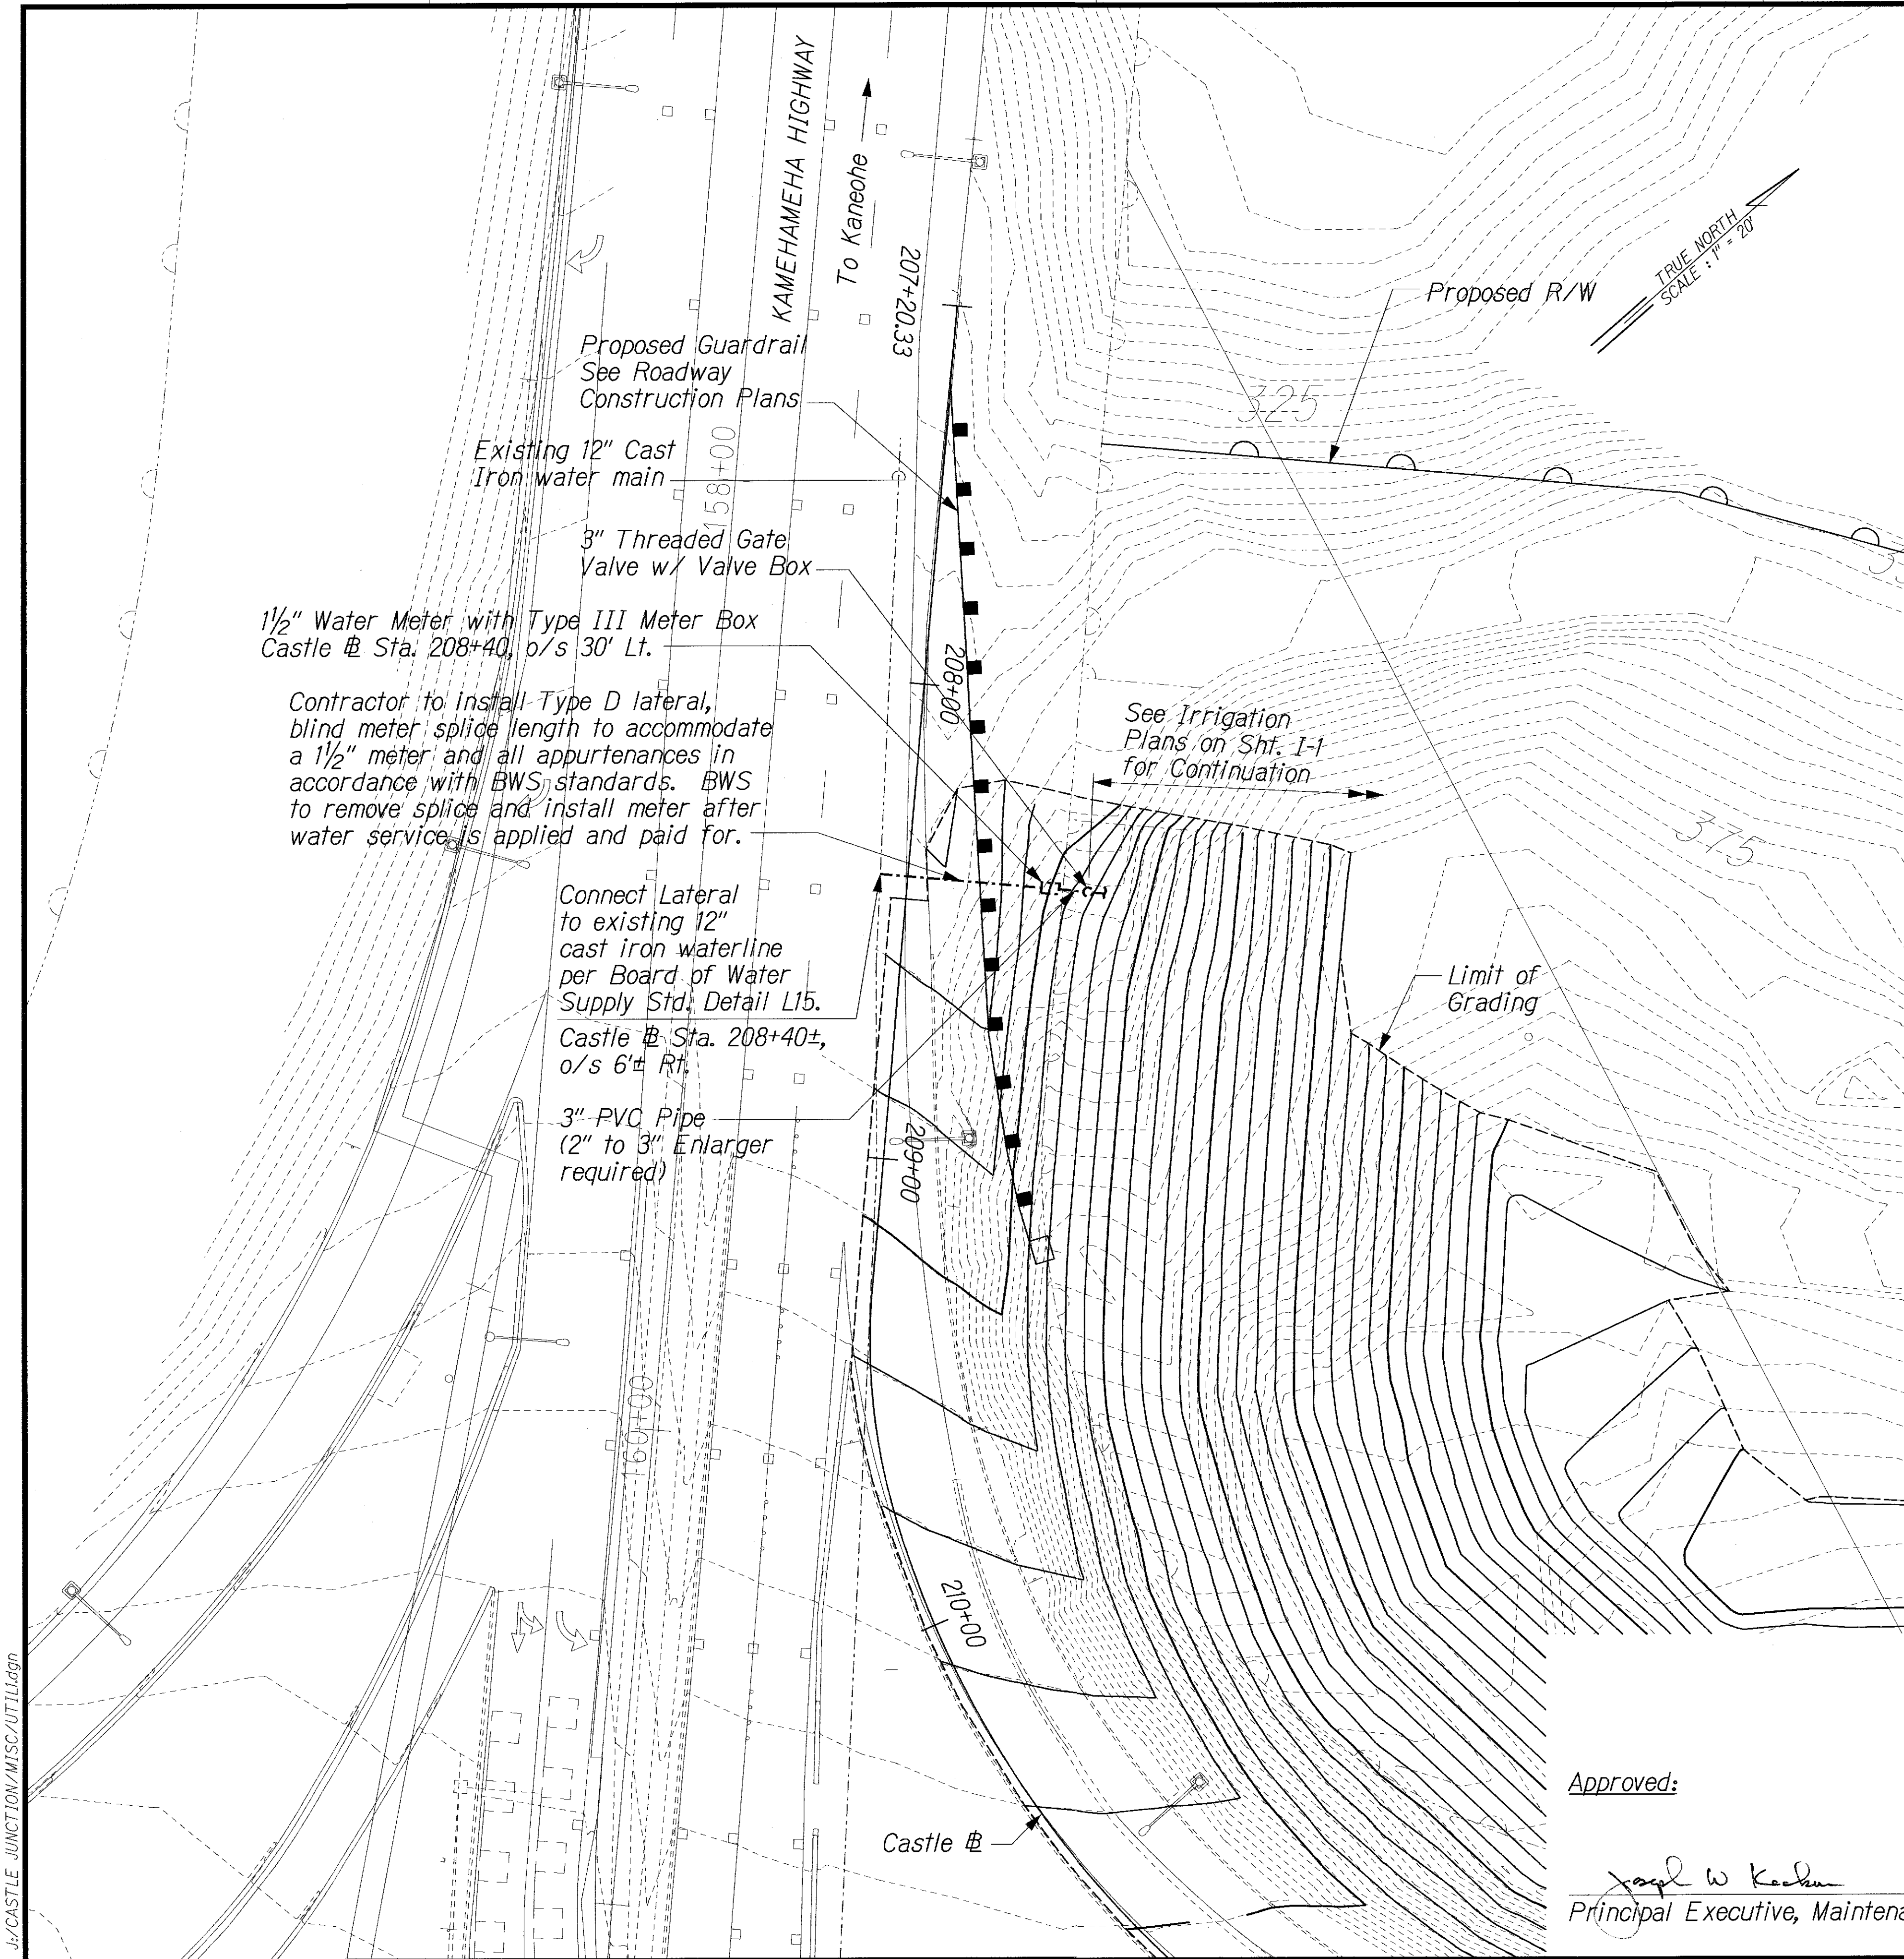 KAMEHAMEHA HIGHWAY
To Kaneohe
207+20.33
TRUE NORTH
SCALE : 1" = 20'
Proposed R/W
Proposed Guardrail
See Roadway
Construction Plans
325
Existing 12" Cast
Iron water main
158+00
3" Threaded Gate
Valve w/ Valve Box
1½" Water Meter with Type III Meter Box
Castle ⅊ Sta. 208+40, o/s 30' Lt.
208+00
Contractor to install Type D lateral,
blind meter splice length to accommodate
a 1½" meter and all appurtenances in
accordance with BWS standards. BWS
to remove splice and install meter after
water service is applied and paid for.
See Irrigation
Plans on Sht. I-1
for Continuation
375
Connect Lateral
to existing 12"
cast iron waterline
per Board of Water
Supply Std. Detail L15.
Castle ⅊ Sta. 208+40±,
o/s 6'± Rt.
Limit of
Grading
3" PVC Pipe
(2" to 3" Enlarger
required)
209+00
160+00
210+00
Castle ⅊
Approved:
Principal Executive, Maintena
J:/CASTLE JUNCTION/MISC/UTIL1.dgn